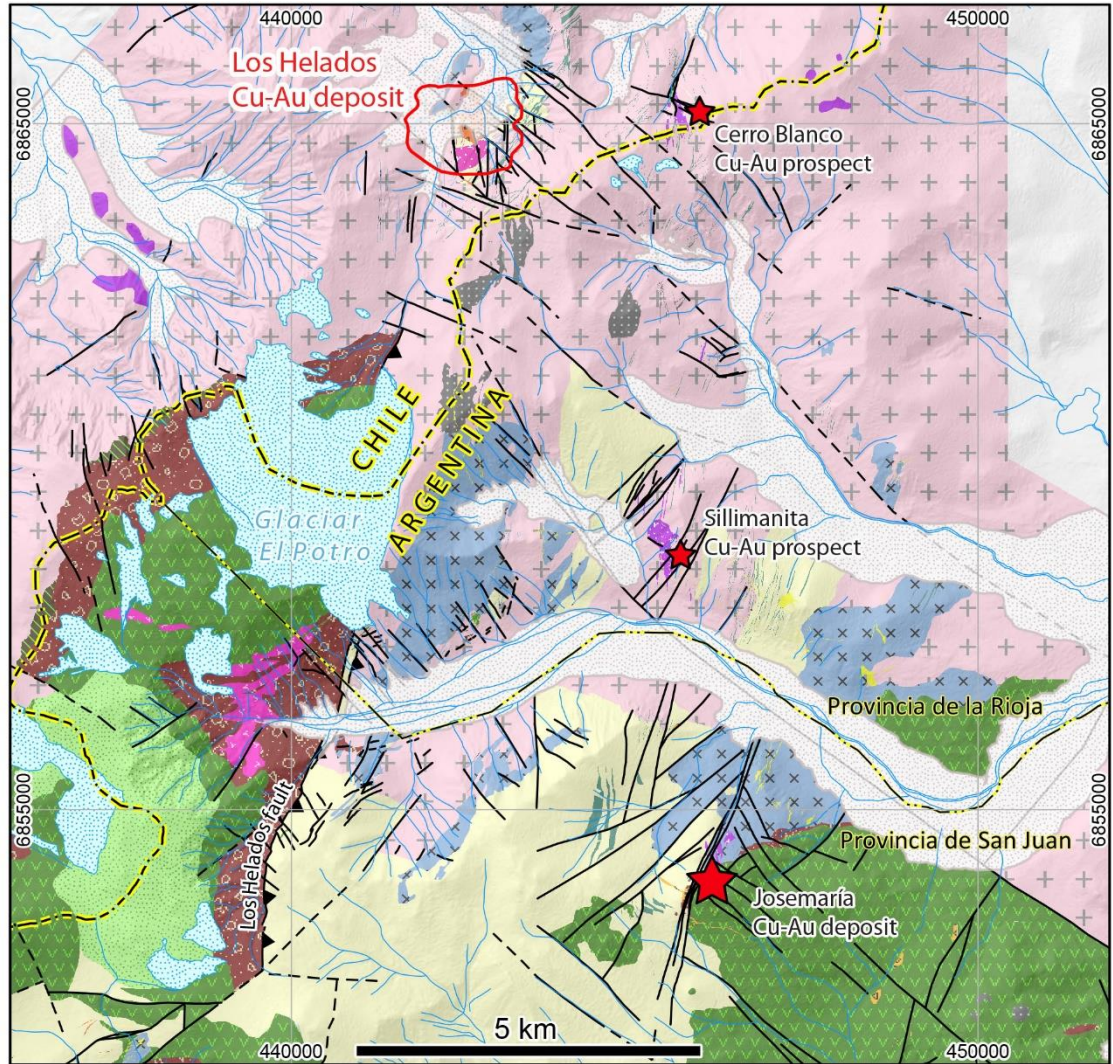 440000
450000
Los Helados
Cu-Au deposit
6865000
6865000
Cerro Blanco
Cu-Au prospect
CHILE
ARGENTINA
Glaciar
El Potro
Sillimanita
Cu-Au prospect
Provincia de la Rioja
6855000
6855000
Provincia de San Juan
Los Helados fault
Josemaría
Cu-Au deposit
5 km
440000
450000